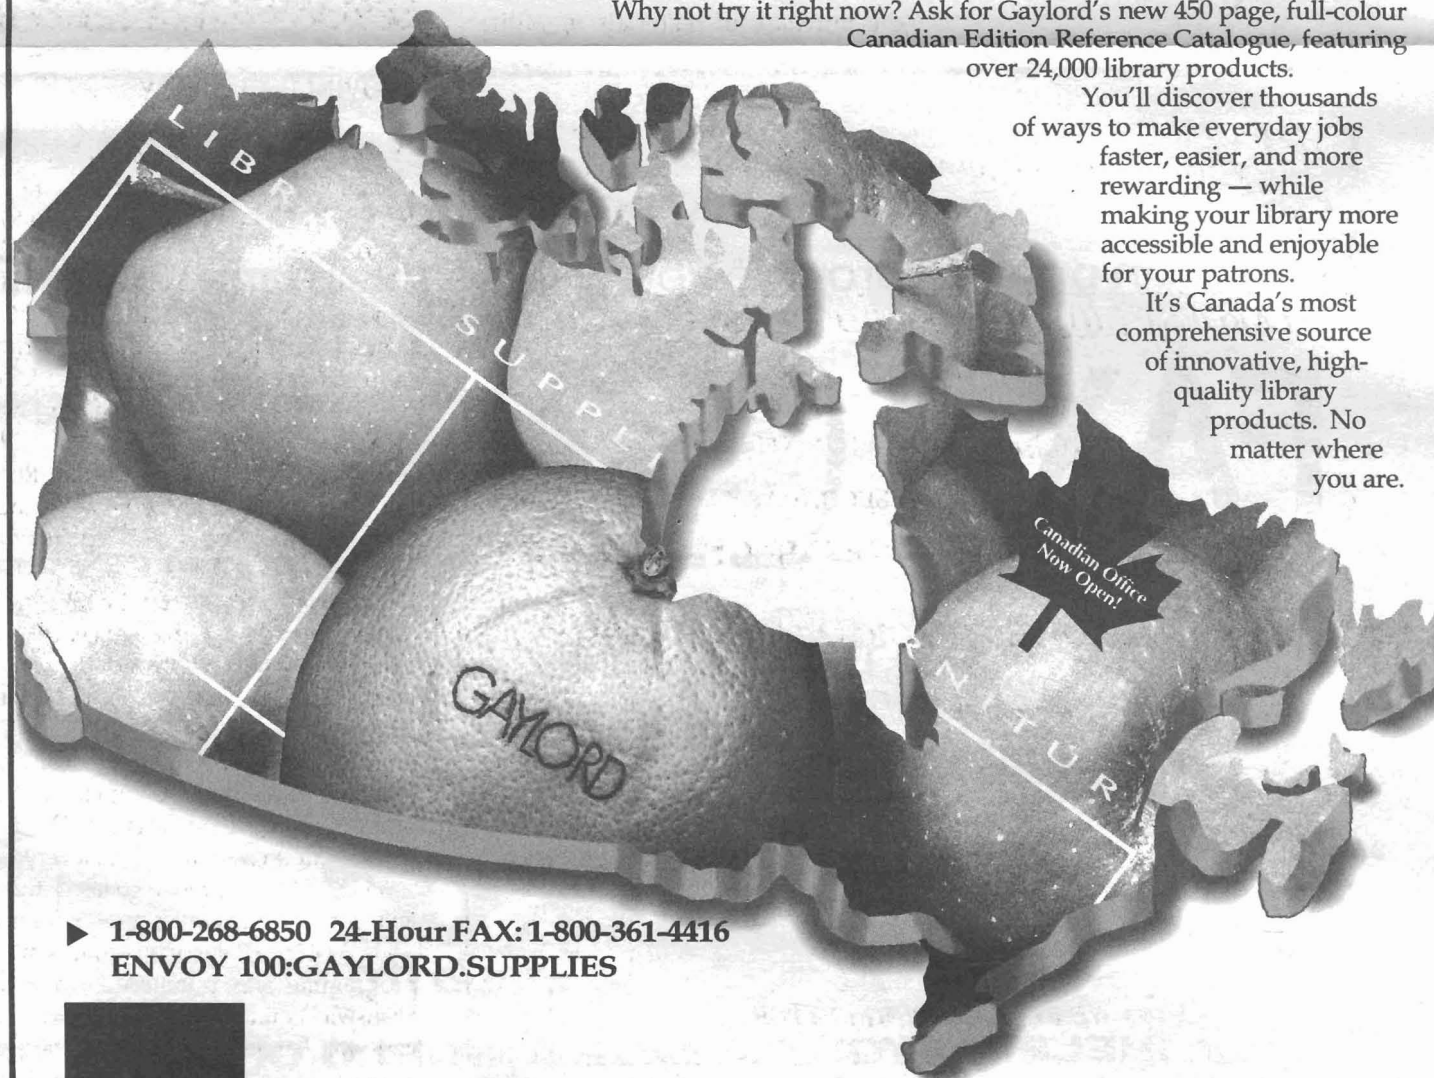 Why not try it right now? Ask for Gaylord's new 450 page, full-colour
Canadian Edition Reference Catalogue, featuring
over 24,000 library products.
You'll discover thousands
of ways to make everyday jobs
faster, easier, and more
rewarding — while
making your library more
accessible and enjoyable
for your patrons.
It's Canada's most
comprehensive source
of innovative, high-
quality library
products. No
matter where
you are.
LIBRARY SUPPLIE
Canadian Office
Now Open!
RNITUR
GAYLORD
1-800-268-6850 24-Hour FAX: 1-800-361-4416
ENVOY 100:GAYLORD.SUPPLIES